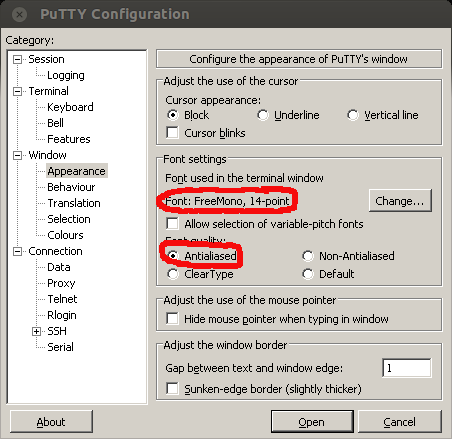 PuTTY Configuration
Category:
Session
Logging
Terminal
Keyboard
Bell
Features
Window
Appearance
Behaviour
Translation
Selection
Colours
Connection
Data
Proxy
Telnet
Rlogin
SSH
Serial
Configure the appearance of PuTTY's window
Adjust the use of the cursor
Cursor appearance:
Block Underline Vertical line
Cursor blinks
Font settings
Font used in the terminal window
Font: FreeMono, 14-point Change...
Allow selection of variable-pitch fonts
Font quality:
Antialiased Non-Antialiased
ClearType Default
Adjust the use of the mouse pointer
Hide mouse pointer when typing in window
Adjust the window border
Gap between text and window edge: 1
Sunken-edge border (slightly thicker)
About Open Cancel